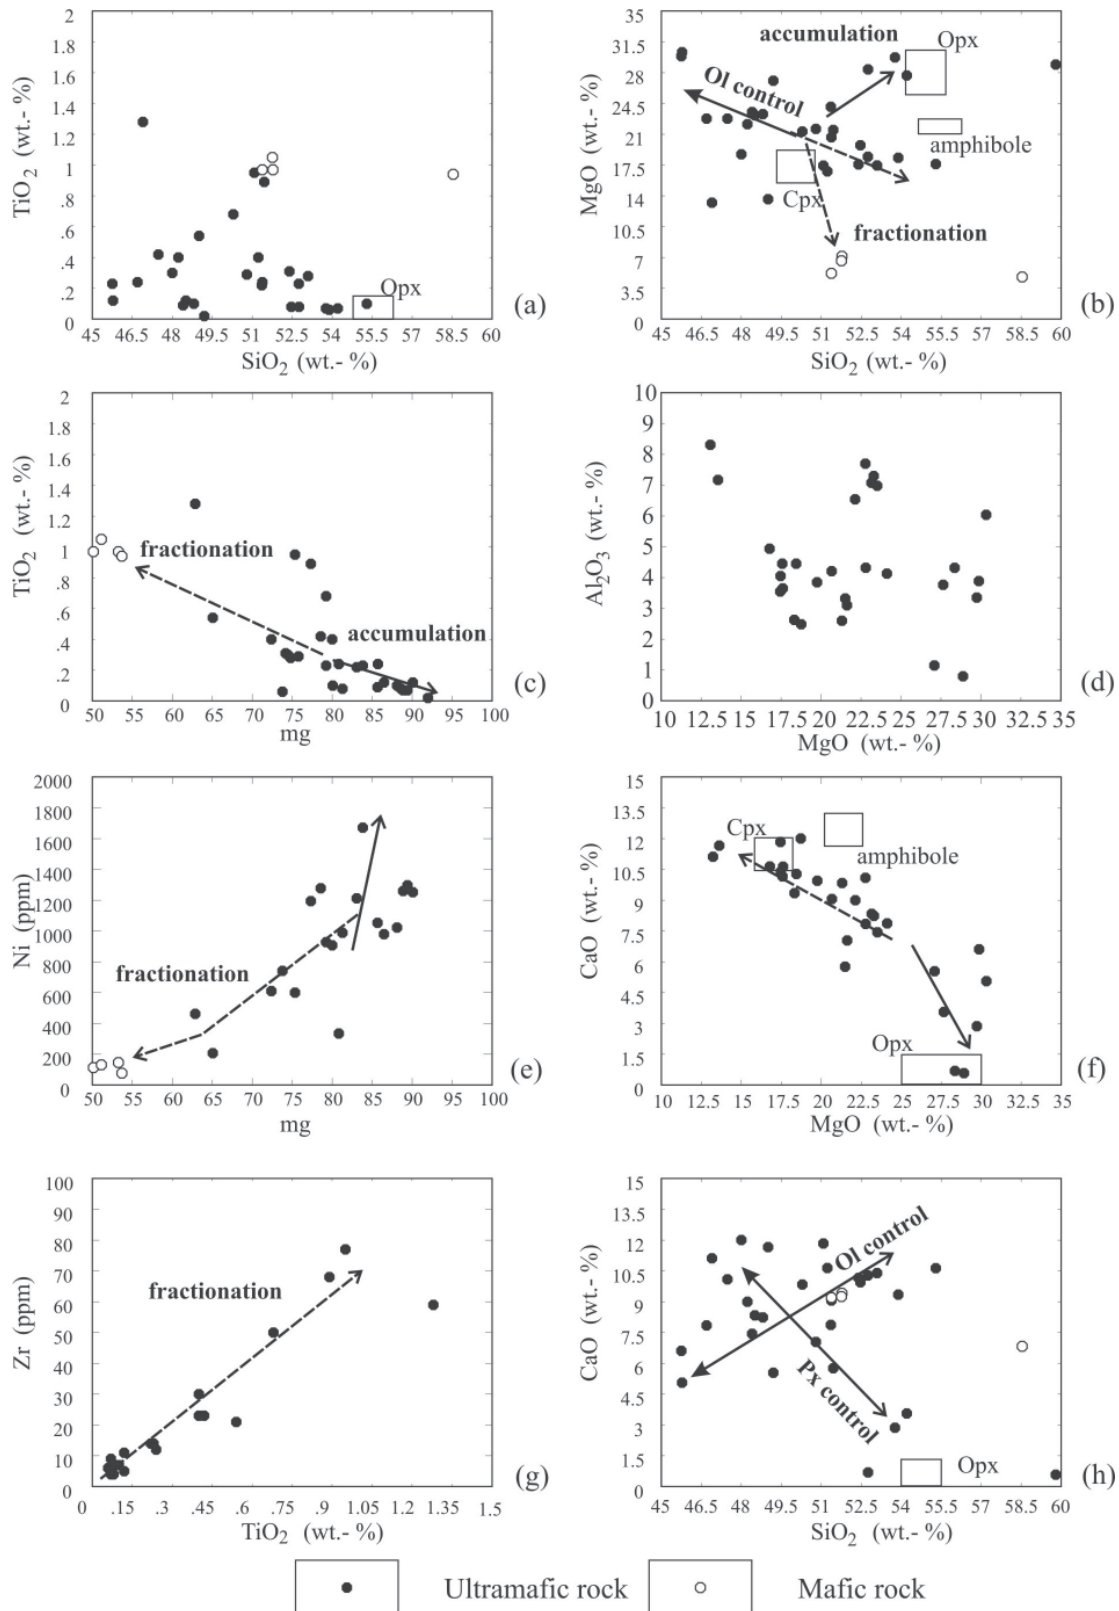 2
1.8
1.6
1.4
1.2
1
.8
.6
.4
.2
0
TiO2 (wt.- %)
Opx
(a)
45 46.5 48 49.5 51 52.5 54 55.5 57 58.5 60
SiO2 (wt.- %)
35
31.5
28
24.5
21
17.5
14
10.5
7
3.5
0
MgO (wt.- %)
accumulation
Opx
Ol control
amphibole
Cpx
fractionation
(b)
45 46.5 48 49.5 51 52.5 54 55.5 57 58.5 60
SiO2 (wt.- %)
2
1.8
1.6
1.4
1.2
1
.8
.6
.4
.2
0
TiO2 (wt.- %)
fractionation
accumulation
(c)
50 55 60 65 70 75 80 85 90 95 100
mg
10
9
8
7
6
5
4
3
2
1
0
Al2O3 (wt.- %)
(d)
10 12.5 15 17.5 20 22.5 25 27.5 30 32.5 35
MgO (wt.- %)
2000
1800
1600
1400
1200
1000
800
600
400
200
0
Ni (ppm)
fractionation
(e)
50 55 60 65 70 75 80 85 90 95 100
mg
15
13.5
12
10.5
9
7.5
6
4.5
3
1.5
0
CaO (wt.- %)
Cpx
amphibole
Opx
(f)
10 12.5 15 17.5 20 22.5 25 27.5 30 32.5 35
MgO (wt.- %)
100
90
80
70
60
50
40
30
20
10
0
Zr (ppm)
fractionation
(g)
0 .15 .3 .45 .6 .75 .9 1.05 1.2 1.35 1.5
TiO2 (wt.- %)
15
13.5
12
10.5
9
7.5
6
4.5
3
1.5
0
CaO (wt.- %)
Ol control
Px control
Opx
(h)
45 46.5 48 49.5 51 52.5 54 55.5 57 58.5 60
SiO2 (wt.- %)
Ultramafic rock
Mafic rock